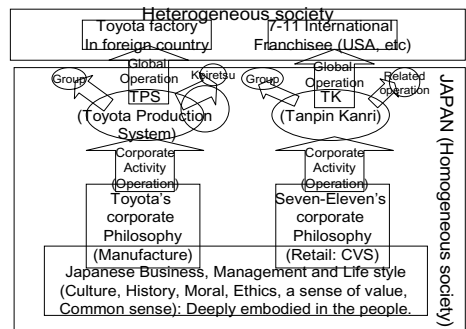 Heterogeneous society
Toyota factory
In foreign country
7-11 International
Franchisee (USA, etc)
Group
Global
Operation
Keiretsu
TPS
(Toyota Production
System)
Group
Global
Operation
Related
operation
TK
(Tanpin Kanri)
Corporate
Activity
(Operation)
Corporate
Activity
(Operation)
Toyota's
corporate
Philosophy
(Manufacture)
Seven-Eleven's
corporate
Philosophy
(Retail: CVS)
Japanese Business, Management and Life style
(Culture, History, Moral, Ethics, a sense of value,
Common sense): Deeply embodied in the people.
JAPAN (Homogeneous society)